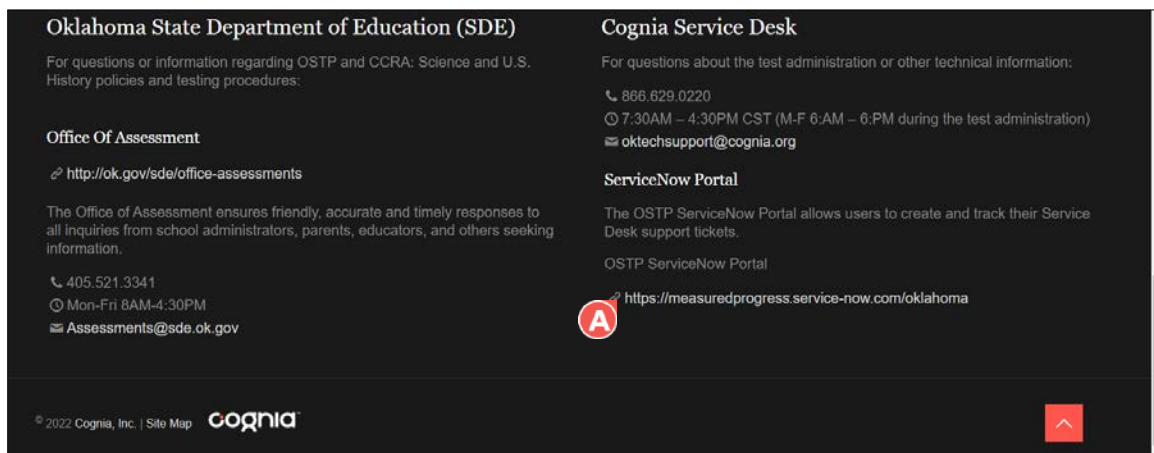 Oklahoma State Department of Education (SDE)
For questions or information regarding OSTP and CCRA: Science and U.S.
History policies and testing procedures:
Office Of Assessment
http://ok.gov/sde/office-assessments
The Office of Assessment ensures friendly, accurate and timely responses to
all inquiries from school administrators, parents, educators, and others seeking
information.
405.521.3341
Mon-Fri 8AM-4:30PM
Assessments@sde.ok.gov
Cognia Service Desk
For questions about the test administration or other technical information:
866.629.0220
7:30AM – 4:30PM CST (M-F 6:AM – 6:PM during the test administration)
oktechsupport@cognia.org
ServiceNow Portal
The OSTP ServiceNow Portal allows users to create and track their Service
Desk support tickets.
OSTP ServiceNow Portal
https://measuredprogress.service-now.com/oklahoma
A
© 2022 Cognia, Inc. | Site Map cognia